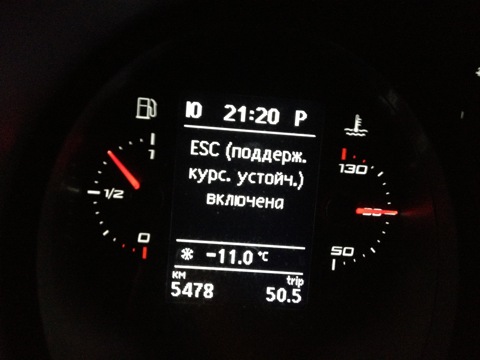 Ю 21:20 P
ESC (поддерж.
курс. устойч.)
включена
-11.0 °C
км trip
5478 50.5
1
1/2
0
130
90
50